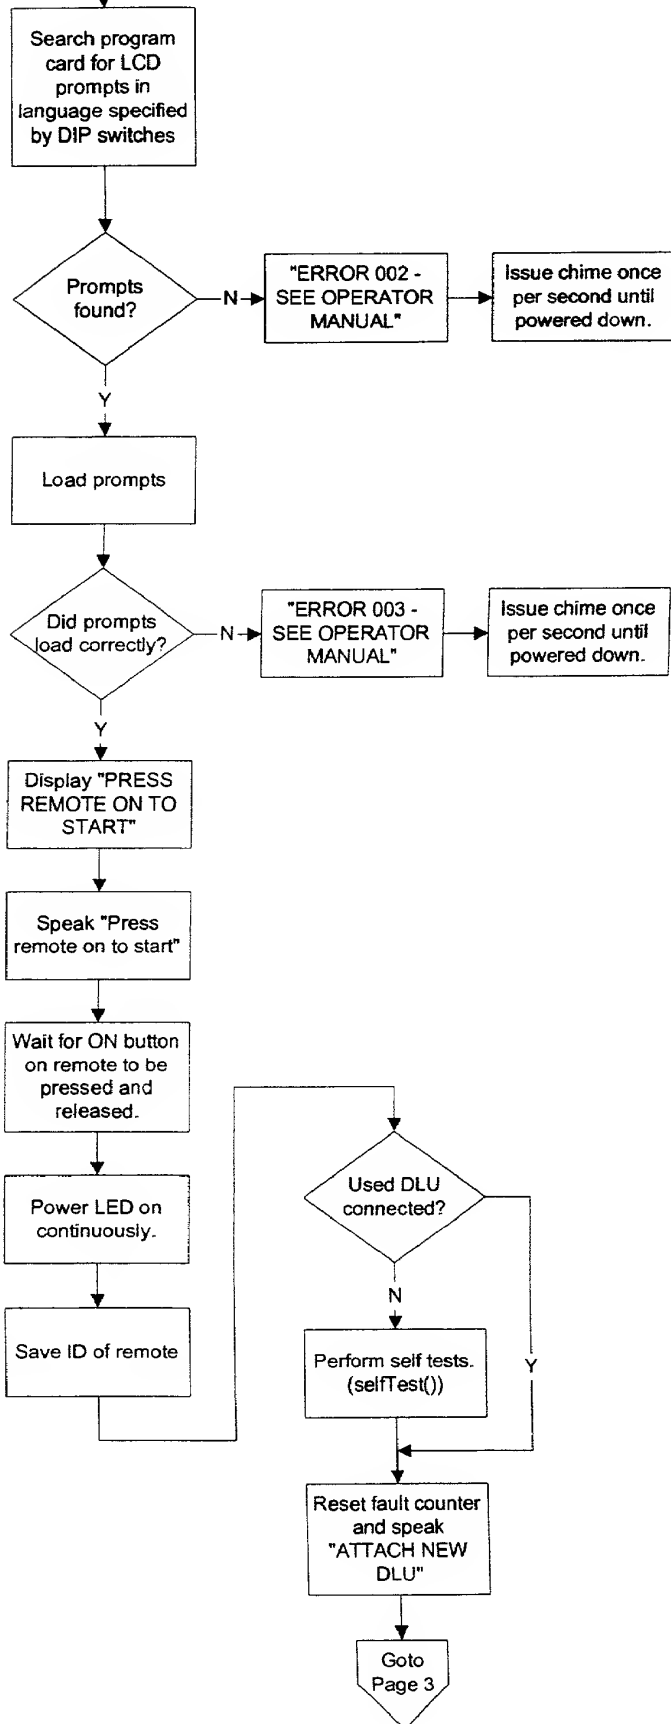 Search program
card for LCD
prompts in
language specified
by DIP switches
Prompts
found?
N
"ERROR 002 -
SEE OPERATOR
MANUAL"
Issue chime once
per second until
powered down.
Y
Load prompts
Did prompts
load correctly?
N
"ERROR 003 -
SEE OPERATOR
MANUAL"
Issue chime once
per second until
powered down.
Y
Display "PRESS
REMOTE ON TO
START"
Speak "Press
remote on to start"
Wait for ON button
on remote to be
pressed and
released.
Power LED on
continuously.
Save ID of remote
Used DLU
connected?
N
Y
Perform self tests.
(selfTest())
Reset fault counter
and speak
"ATTACH NEW
DLU"
Goto
Page 3